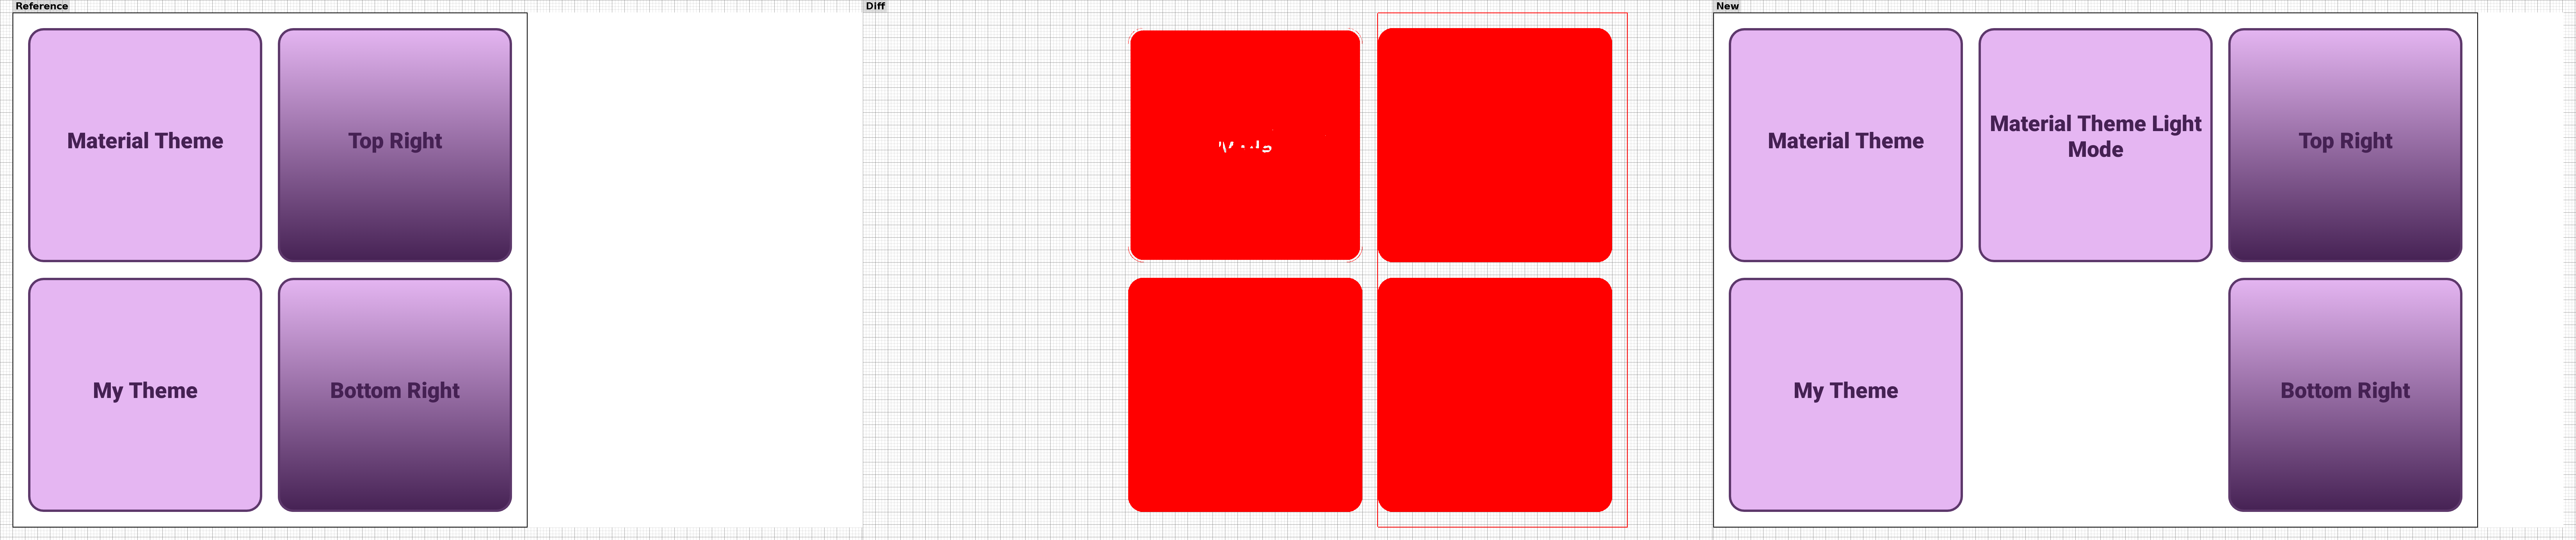 Reference
Diff
New
Material Theme
Top Right
My Theme
Bottom Right
Material Theme
Material Theme Light
Mode
Top Right
My Theme
Bottom Right